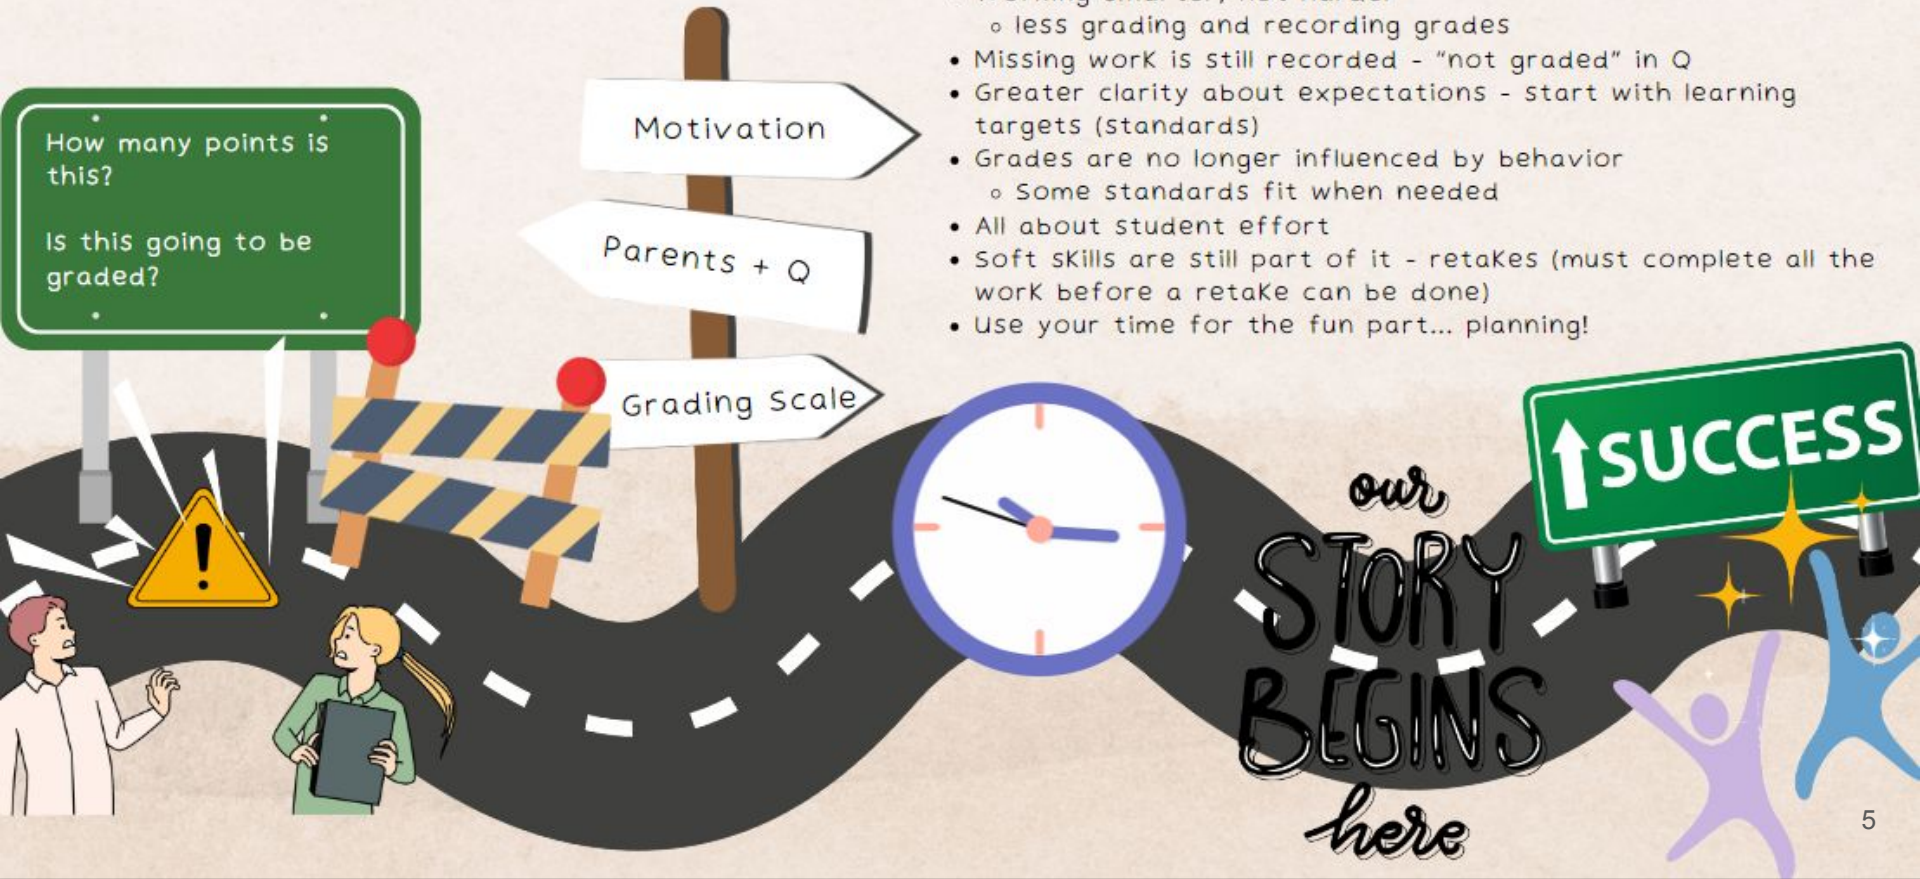 How many points is
this?
Is this going to be
graded?
Motivation
Parents + Q
Grading Scale
◦ less grading and recording grades
• Missing work is still recorded - "not graded" in Q
• Greater clarity about expectations - start with learning
targets (standards)
• Grades are no longer influenced by behavior
◦ Some standards fit when needed
• All about student effort
• Soft skills are still part of it - retakes (must complete all the
work before a retake can be done)
• Use your time for the fun part... planning!
SUCCESS
our
STORY
BEGINS
here
5